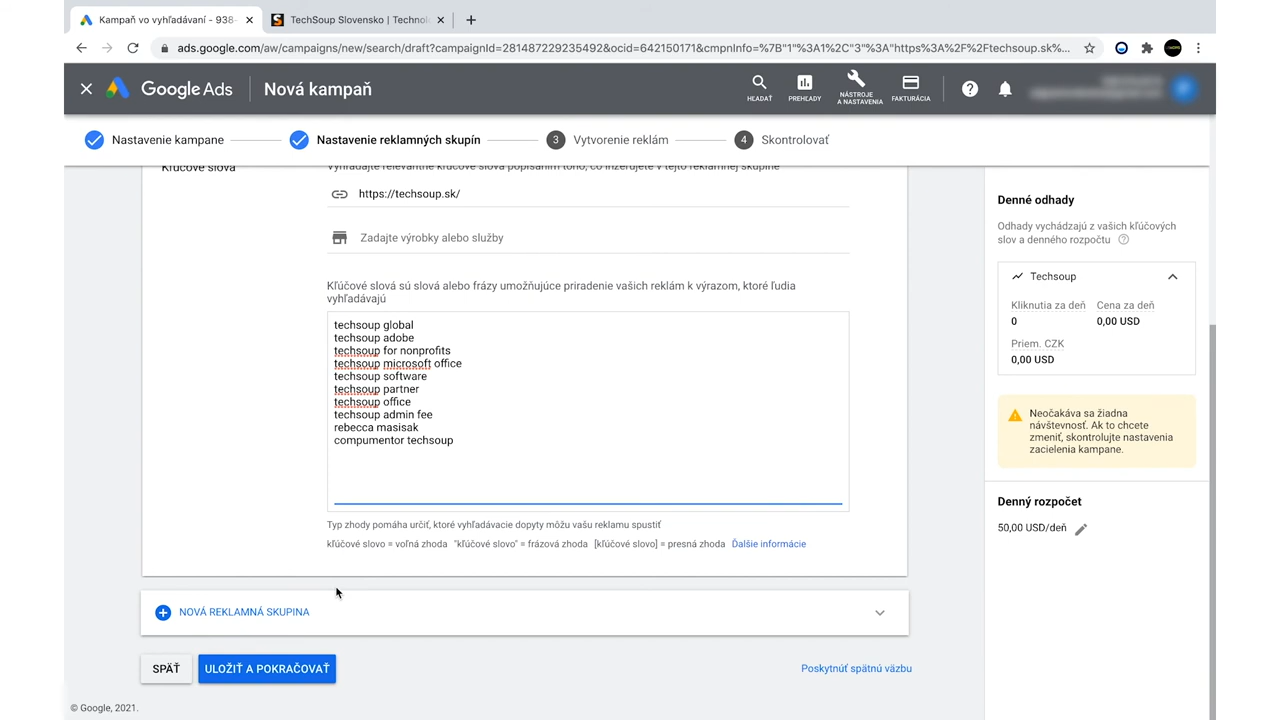 Kampaň vo vyhľadávaní - 938-
TechSoup Slovensko | Technolo
ads.google.com/aw/campaigns/new/search/draft?campaignId=281487229235492&ocid=642150171&cmpnInfo=%7B"1"%3A1%2C"3"%3A"https%3A%2F%2Ftechsoup.sk%...
Google Ads
Nová kampaň
HĽADAŤ
PREHĽADY
NÁSTROJE
A NASTAVENIA
FAKTURÁCIA
Nastavenie kampane
Nastavenie reklamných skupín
3 Vytvorenie reklám
4 Skontrolovať
Kľúčové slová
Vyhľadajte relevantné kľúčové slová popísaním toho, čo inzerujete v tejto reklamnej skupine
https://techsoup.sk/
Zadajte výrobky alebo služby
Kľúčové slová sú slová alebo frázy umožňujúce priradenie vašich reklám k výrazom, ktoré ľudia
vyhľadávajú
techsoup global
techsoup adobe
techsoup for nonprofits
techsoup microsoft office
techsoup software
techsoup partner
techsoup office
techsoup admin fee
rebecca masisak
compumentor techsoup
Typ zhody pomáha určiť, ktoré vyhľadávacie dopyty môžu vašu reklamu spustiť
kľúčové slovo = voľná zhoda "kľúčové slovo" = frázová zhoda [kľúčové slovo] = presná zhoda Ďalšie informácie
NOVÁ REKLAMNÁ SKUPINA
SPÄŤ
ULOŽIŤ A POKRAČOVAŤ
Poskytnúť spätnú väzbu
© Google, 2021.
Denné odhady
Odhady vychádzajú z vašich kľúčových
slov a denného rozpočtu
Techsoup
Kliknutia za deň
Cena za deň
0
0,00 USD
Priem. CZK
0,00 USD
Neočakáva sa žiadna
návštevnosť. Ak to chcete
zmeniť, skontrolujte nastavenia
zacielenia kampane.
Denný rozpočet
50,00 USD/deň